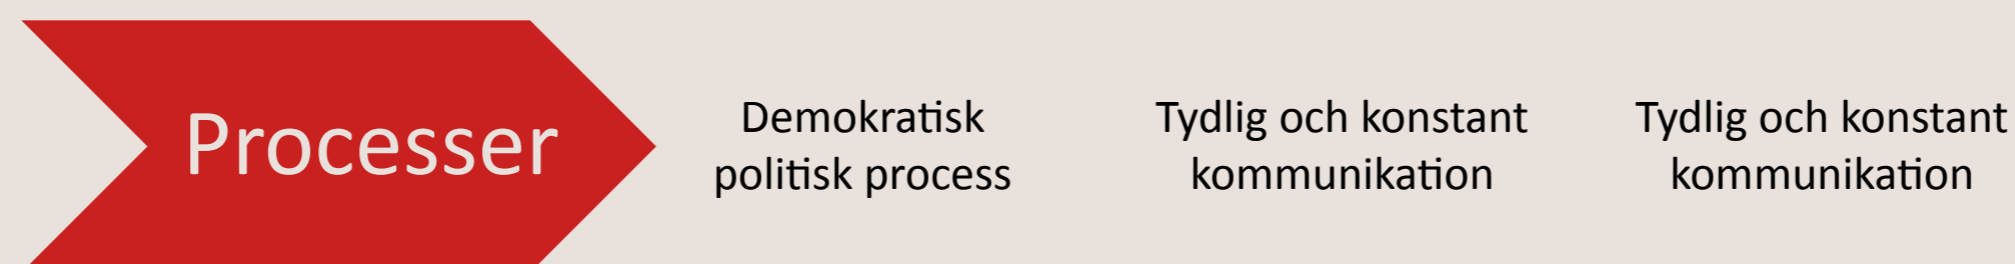 Processer
Demokratisk
politisk process
Tydlig och konstant
kommunikation
Tydlig och konstant
kommunikation